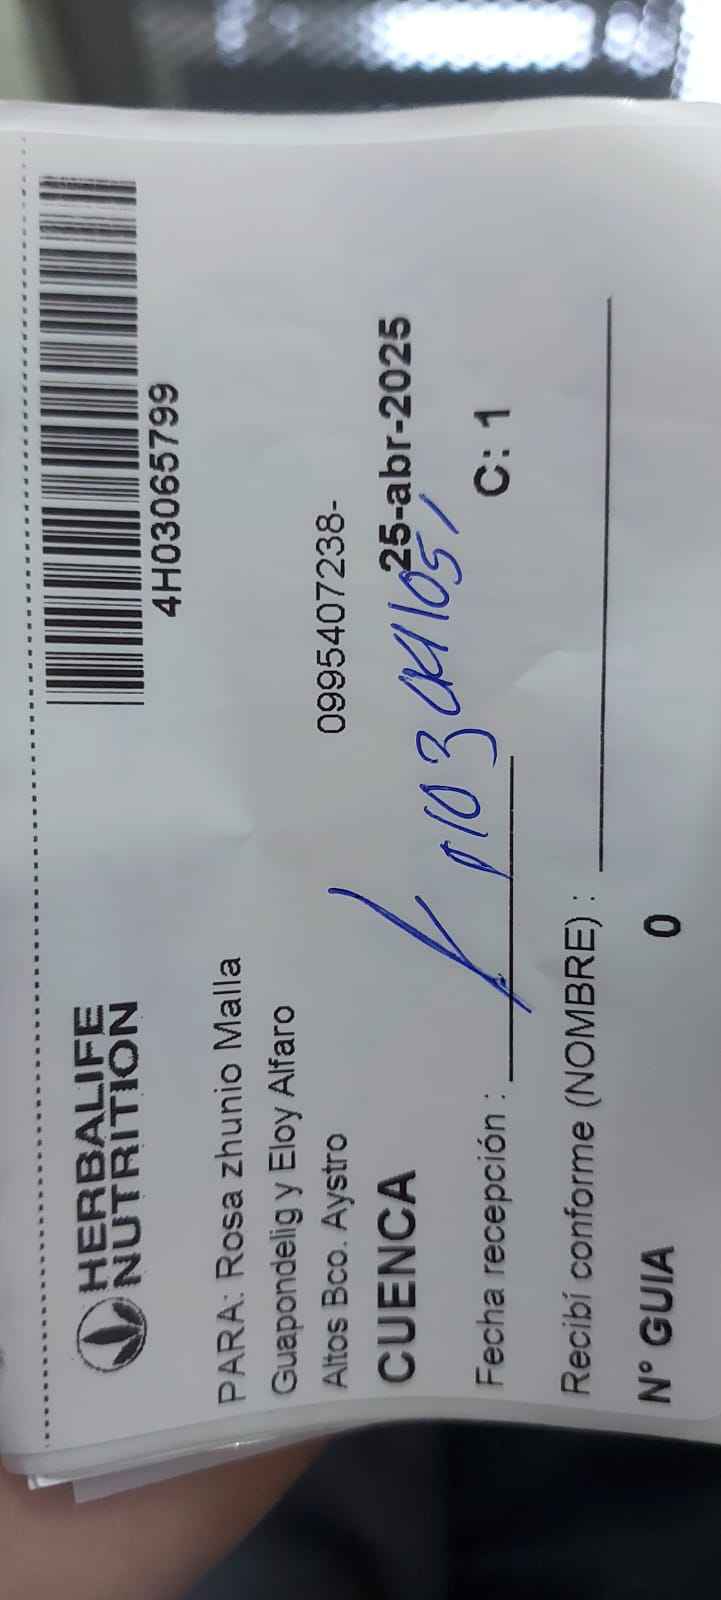 HERBALIFE
NUTRITION
4H03065799
PARA: Rosa zhunio Malla
Guapondelig y Eloy Alfaro
Altos Bco. Aystro 0995407238-
CUENCA 25-abr-2025
Fecha recepción :
C: 1
Recibí conforme (NOMBRE) :
N° GUIA 0